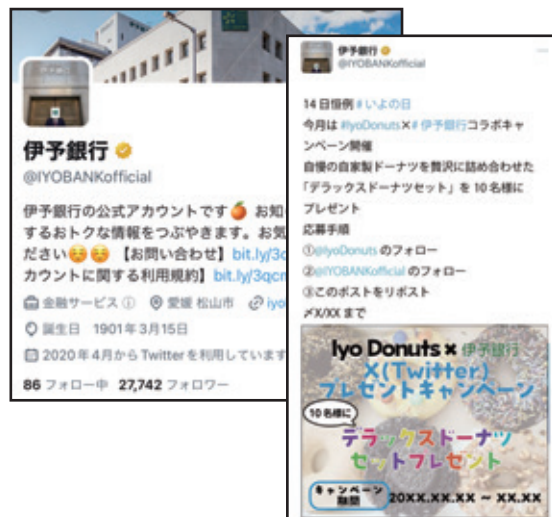 伊予銀行
@IYOBANKofficial
伊予銀行の公式アカウントです🍊 お知
するおトクな情報をつぶやきます。お気
ださい😊😊 【お問い合わせ】bit.ly/3q
カウントに関する利用規約】bit.ly/3qcr
金融サービス 愛媛 松山市 iyo
誕生日 1901年3月15日
2020年4月からTwitterを利用しています
86 フォロー中 27,742 フォロワー
伊予銀行
@IYOBANKofficial
14日恒例 #いよの日
今月は #IyoDonuts×# 伊予銀行コラボキャ
ンペーン開催
自慢の自家製ドーナツを贅沢に詰め合わせた
「デラックスドーナツセット」を10名様に
プレゼント
応募手順
①@IyoDonuts のフォロー
②@IYOBANKofficial のフォロー
③このポストをリポスト
〆X/XX まで
Iyo Donuts × 伊予銀行
X(Twitter)
プレゼントキャンペーン
10名様に
デラックスドーナツ
セットプレゼント
キャンペーン
期間 20XX.XX.XX ~ XX.XX